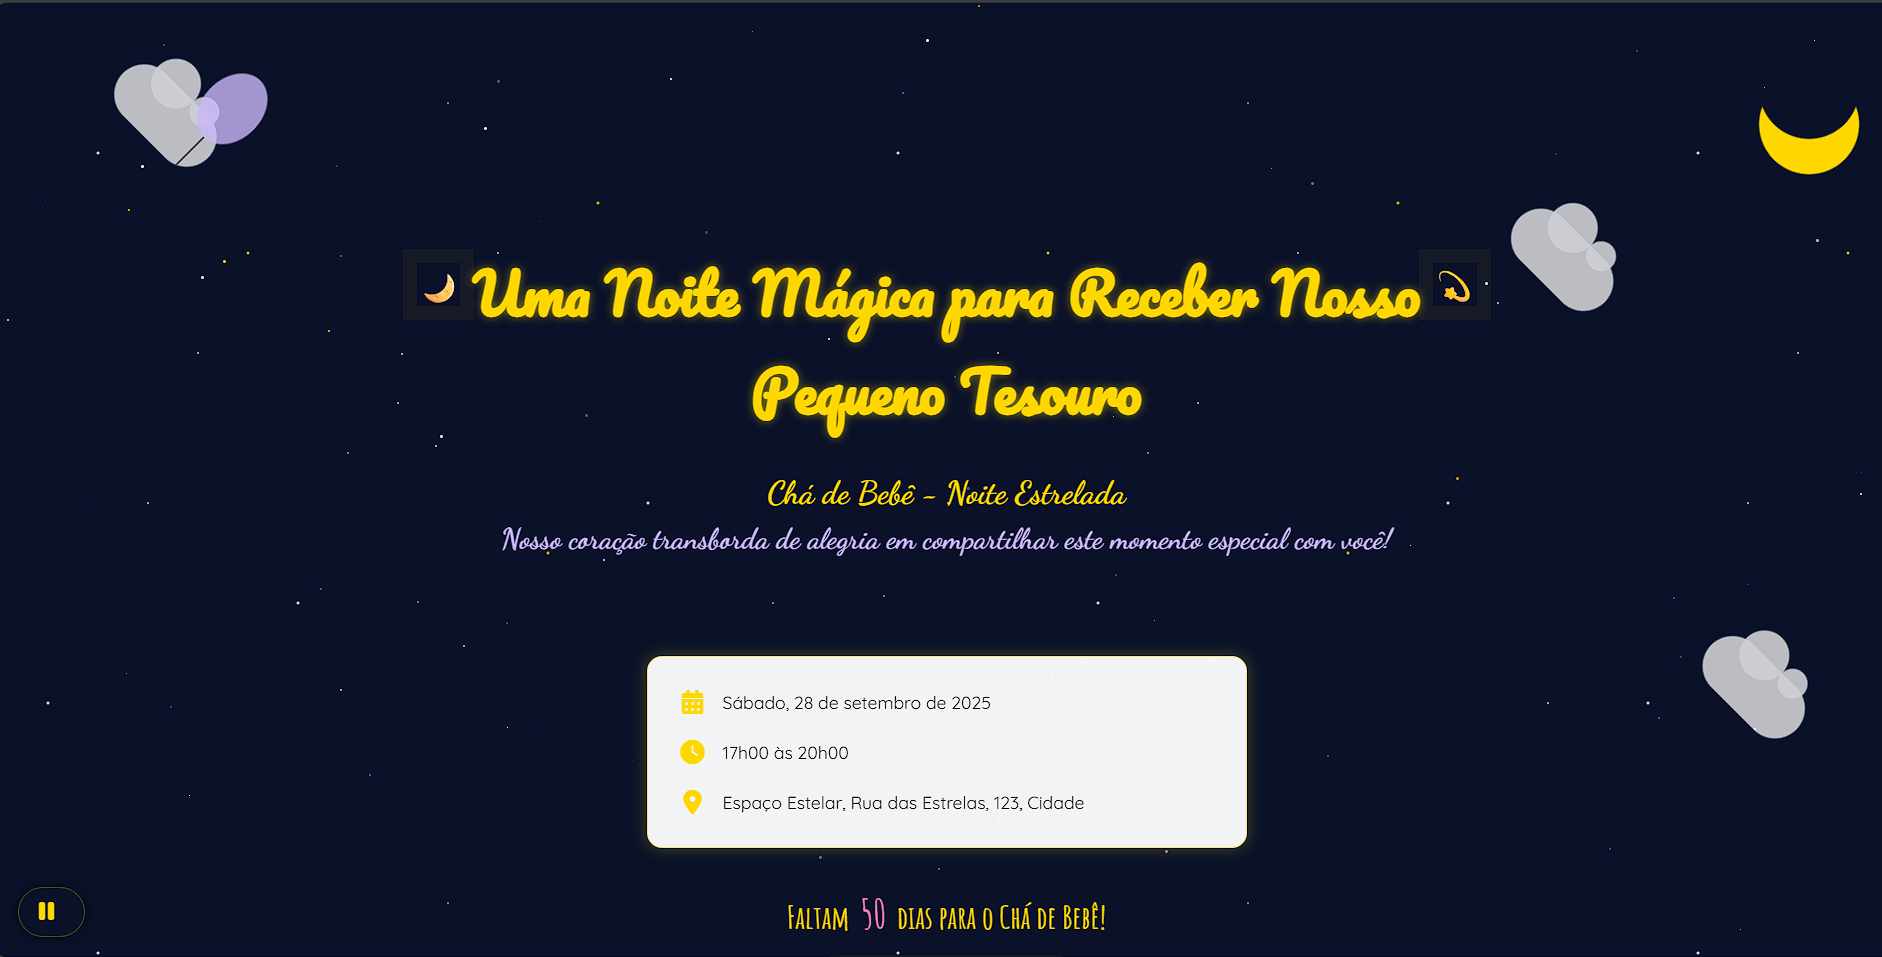 Uma Noite Mágica para Receber Nosso
Pequeno Tesouro
Chá de Bebê - Noite Estrelada
Nosso coração transborda de alegria em compartilhar este momento especial com você!
Sábado, 28 de setembro de 2025
17h00 às 20h00
Espaço Estelar, Rua das Estrelas, 123, Cidade
Faltam 50 dias para o Chá de Bebê!